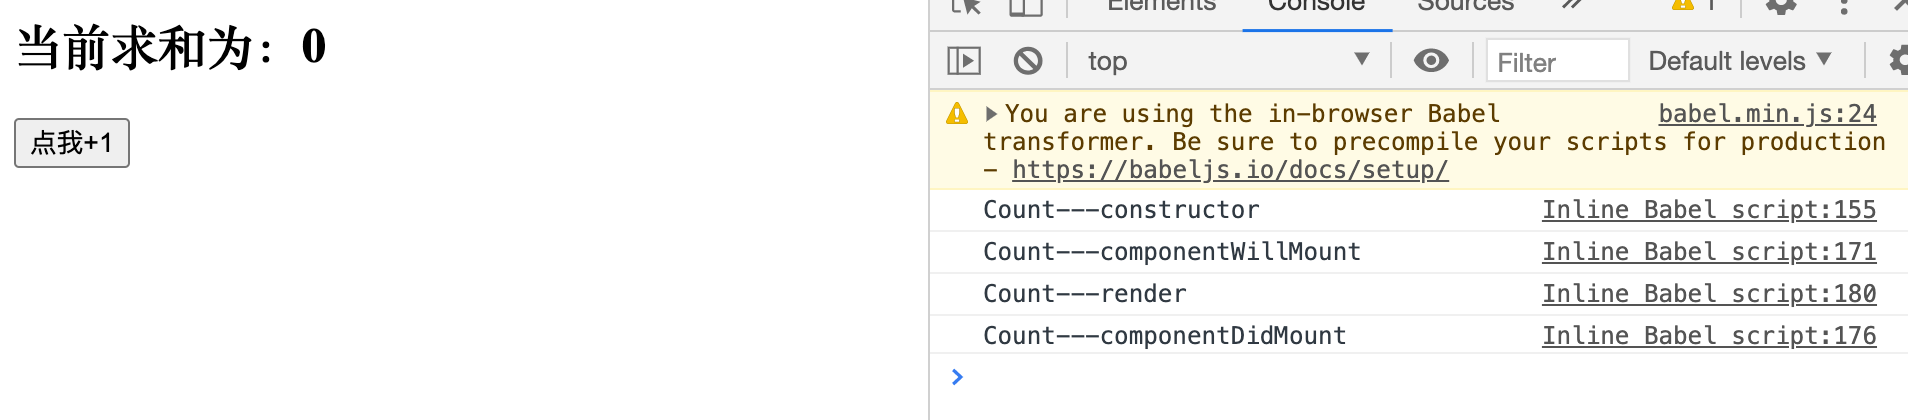 当前求和为：0
点我+1
Elements Console Sources » 1
top Filter Default levels
You are using the in-browser Babel babel.min.js:24
transformer. Be sure to precompile your scripts for production
- https://babeljs.io/docs/setup/
Count---constructor Inline Babel script:155
Count---componentWillMount Inline Babel script:171
Count---render Inline Babel script:180
Count---componentDidMount Inline Babel script:176